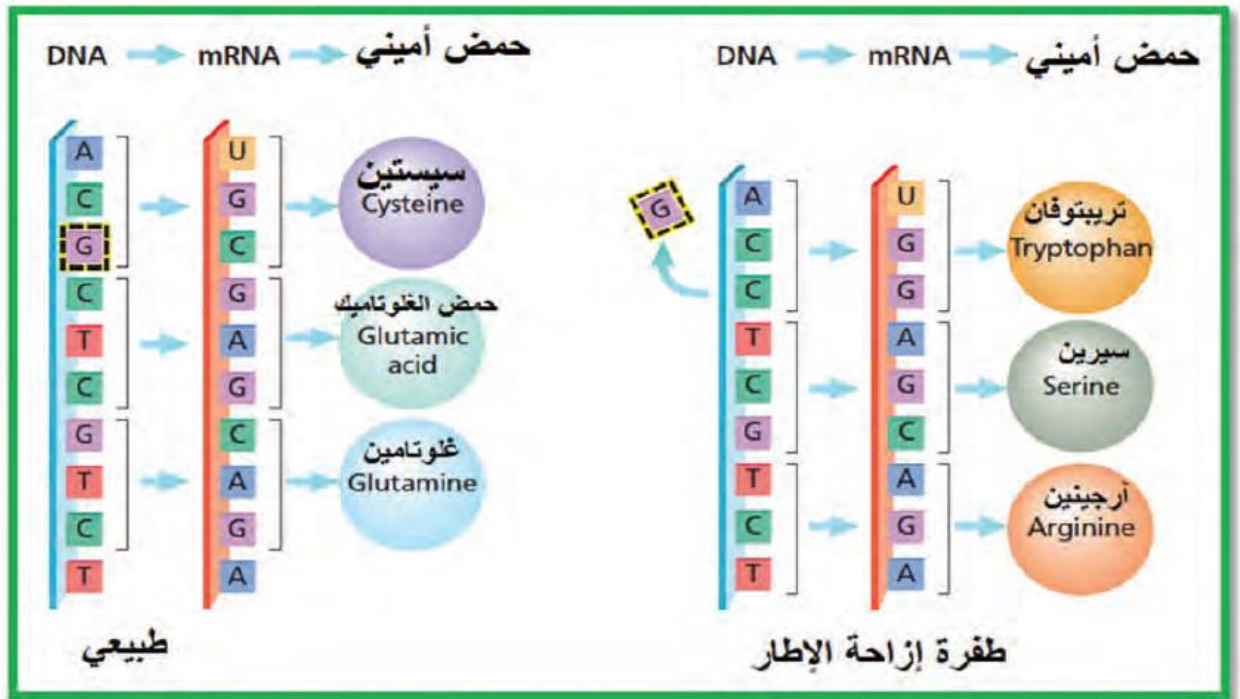 DNA mRNA حمض أميني
A U
C G
سيستين
Cysteine
G C
C G
حمض الغلوتاميك
Glutamic
acid
T A
C G
G C
غلوتامين
Glutamine
T A
C G
T A
طبيعي
DNA mRNA حمض أميني
G
A U
C G
تريبتوفان
Tryptophan
C G
T A
سيرين
Serine
C G
G C
T A
آرجينين
Arginine
C G
T A
طفرة إزاحة الإطار